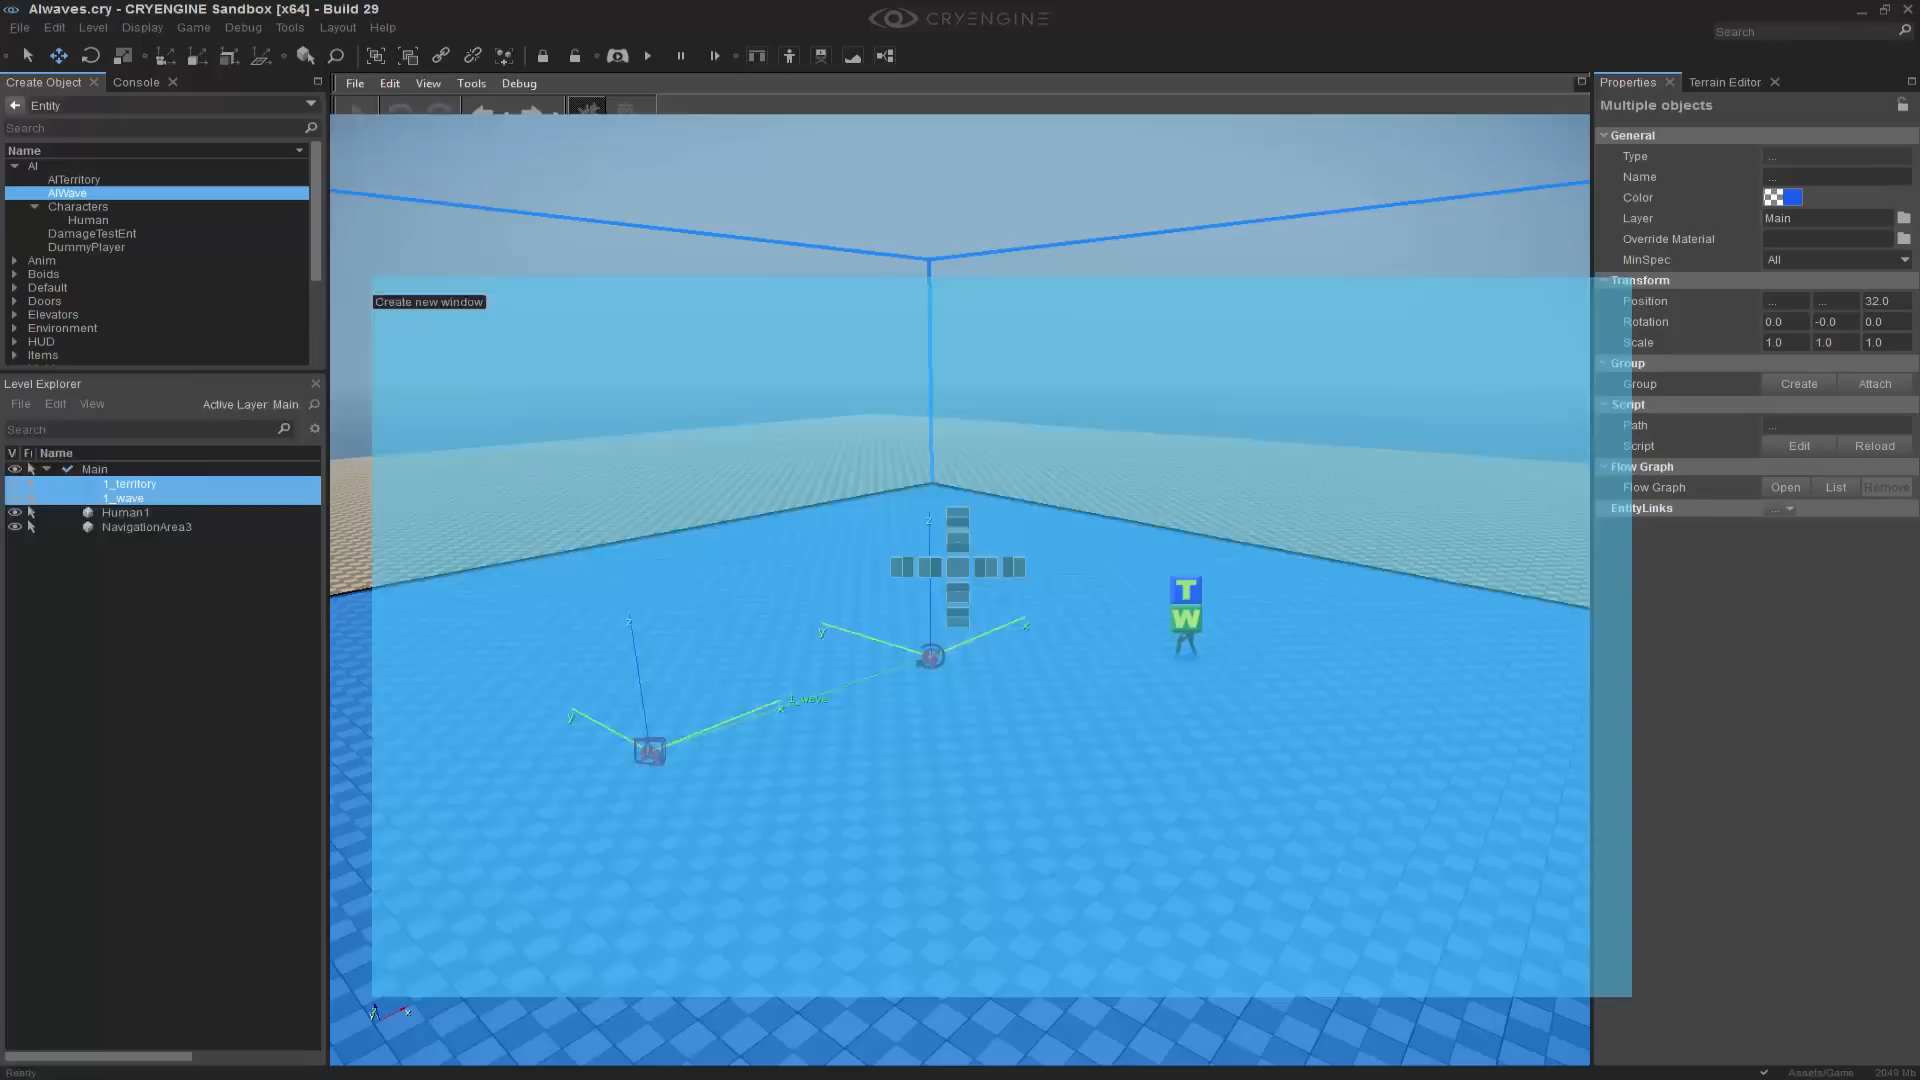 AIwaves.cry - CRYENGINE Sandbox [x64] - Build 29
CRYENGINE
File Edit Level Display Game Debug Tools Layout Help
Search
Create Object
Console
Entity
Search
Name
AI
AITerritory
AIWave
Characters
Human
DamageTestEnt
DummyPlayer
Anim
Boids
Default
Doors
Elevators
Environment
HUD
Items
Level Explorer
File Edit View Active Layer: Main
Search
V Fi Name
Main
1_territory
1_wave
Human1
NavigationArea3
File Edit View Tools Debug
Create new window
z
y x
T
W
z
1_wave
y x
y x
Properties
Terrain Editor
Multiple objects
General
Type ...
Name ...
Color
Layer Main
Override Material
MinSpec All
Transform
Position ... ... 32.0
Rotation 0.0 -0.0 0.0
Scale 1.0 1.0 1.0
Group
Group Create Attach
Script
Path ...
Script Edit Reload
Flow Graph
Flow Graph Open List Remove
EntityLinks ...
Ready
Assets/Game 2049 Mb